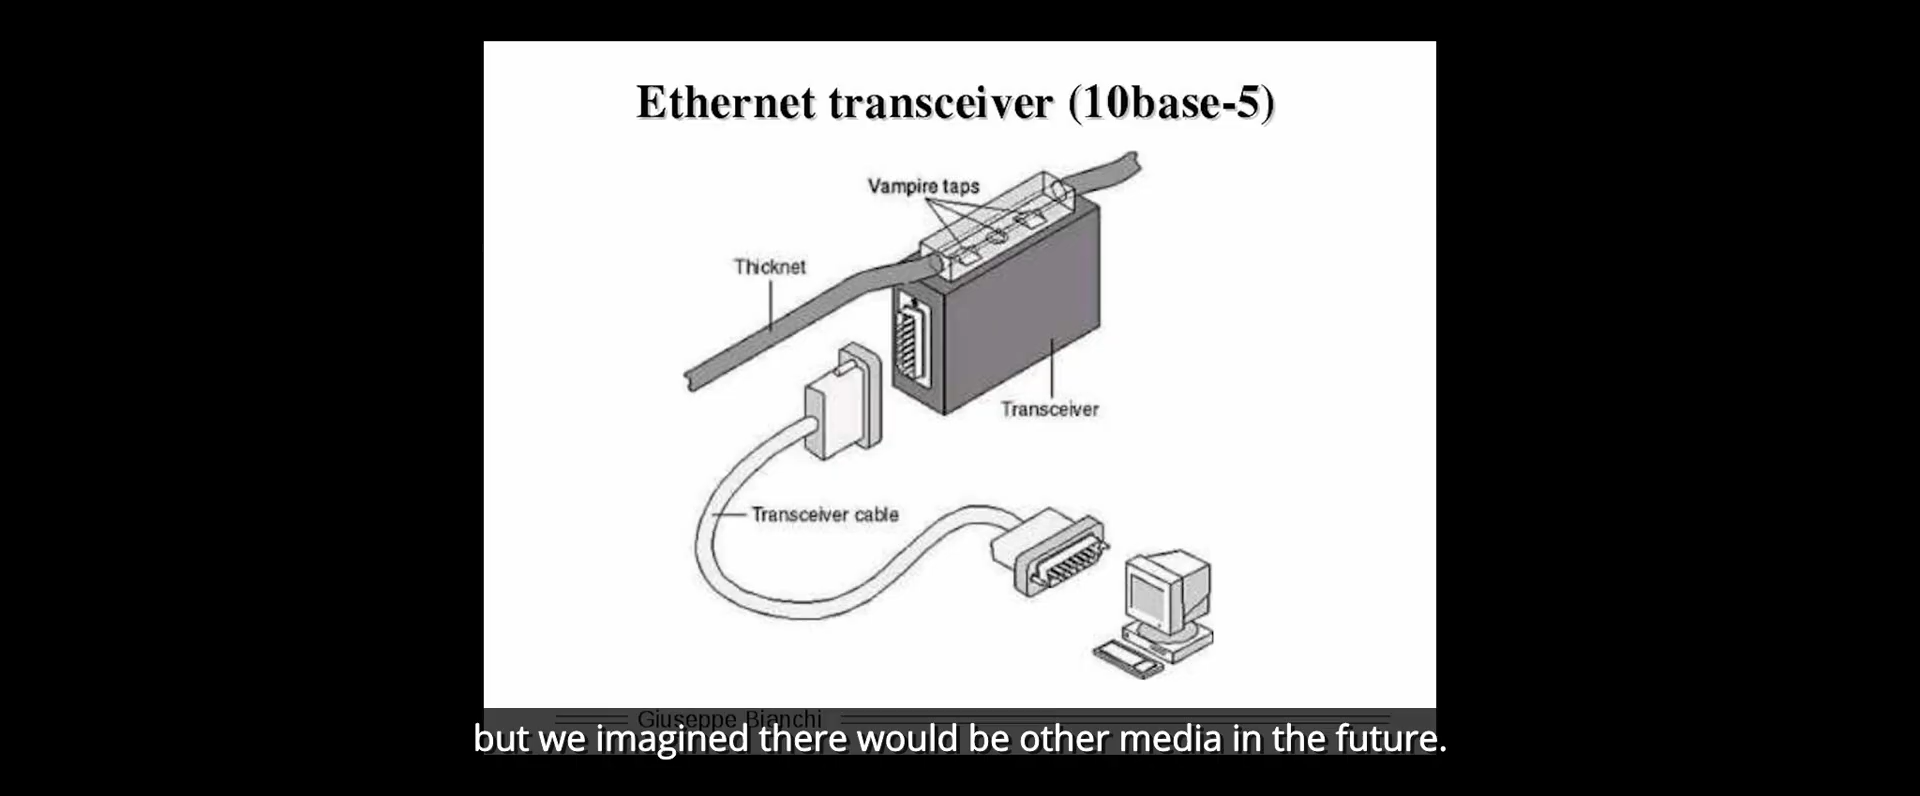 Ethernet transceiver (10base-5)
Vampire taps
Thicknet
Transceiver
Transceiver cable
Giuseppe Bianchi
but we imagined there would be other media in the future.